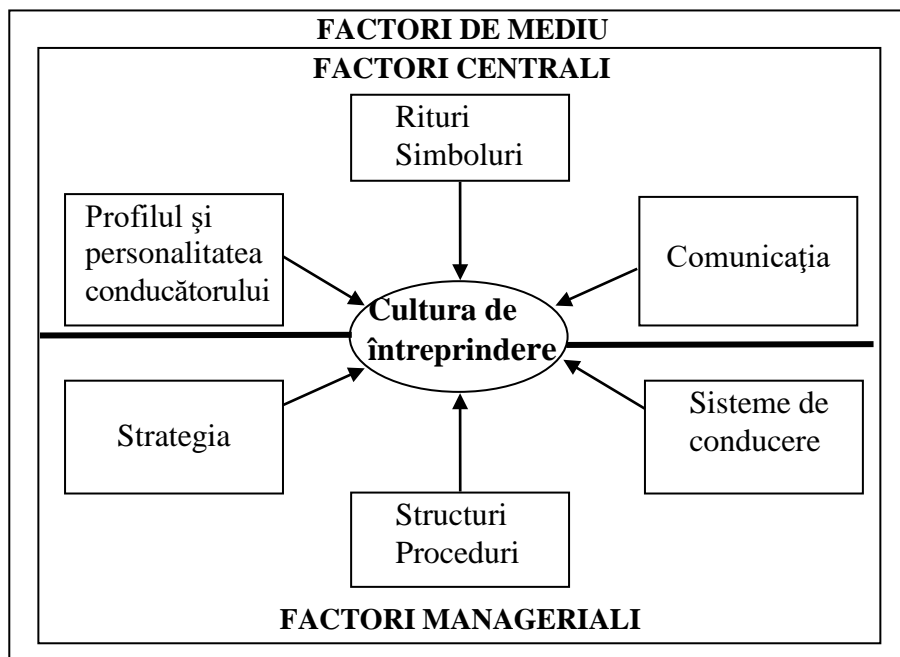 FACTORI DE MEDIU
FACTORI CENTRALI
Rituri
Simboluri
Profilul şi
personalitatea
conducătorului
Comunicaţia
Cultura de
întreprindere
Strategia
Sisteme de
conducere
Structuri
Proceduri
FACTORI MANAGERIALI